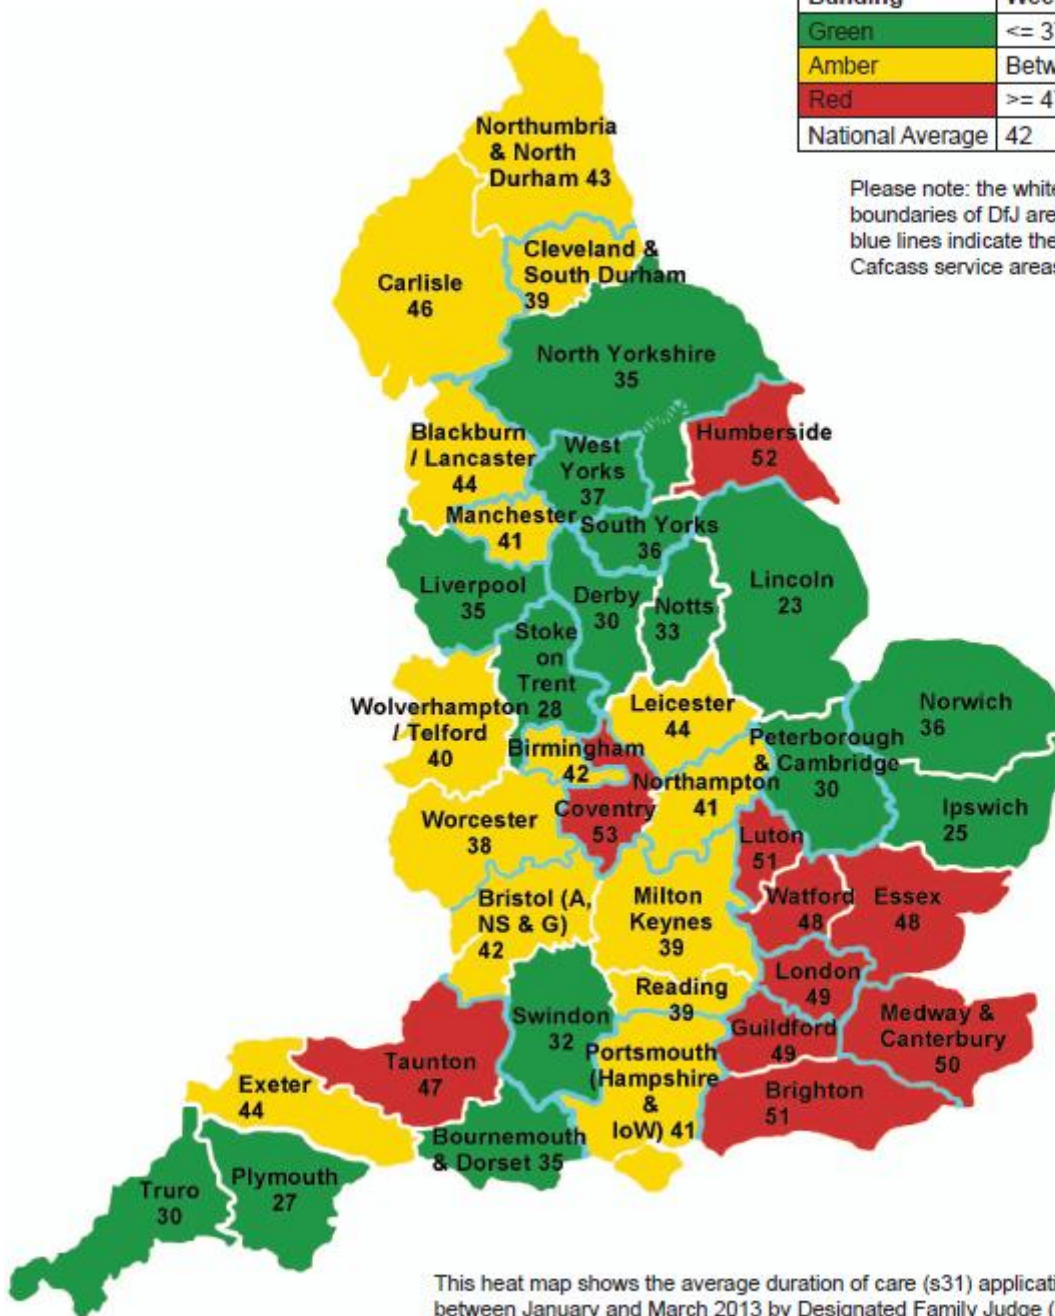 Banding
Green <= 3
Amber
Red >= 4
National Average 42
Please note: the white
boundaries of DfJ are
blue lines indicate the
Cafcass service areas
Northumbria
& North
Durham 43
Cleveland &
South Durham
39
Carlisle
46
North Yorkshire
35
Blackburn
/ Lancaster
44
West
Yorks
37
Humberside
52
Manchester
41
South Yorks
36
Liverpool
35
Derby
30
Notts
33
Lincoln
23
Stoke
on
Trent
28
Wolverhampton
/ Telford
40
Leicester
44
Norwich
36
Birmingham
42
Peterborough
& Cambridge
30
Northampton
41
Ipswich
25
Worcester
38
Coventry
53
Luton
51
Bristol (A,
NS & G)
42
Milton
Keynes
39
Watford
48
Essex
48
London
49
Reading
39
Swindon
32
Guildford
49
Medway &
Canterbury
50
Taunton
47
Portsmouth
(Hampshire
&
IoW) 41
Brighton
51
Exeter
44
Bournemouth
& Dorset 35
Plymouth
27
Truro
30
This heat map shows the average duration of care (s31)
between January and March 2013 by Designated Family Judge (